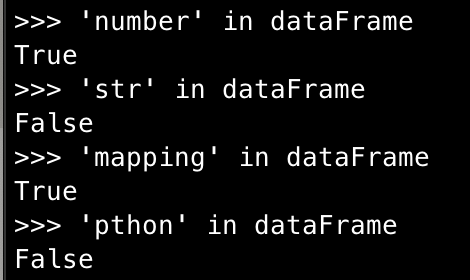 >>> 'number' in dataFrame
True
>>> 'str' in dataFrame
False
>>> 'mapping' in dataFrame
True
>>> 'pthon' in dataFrame
False